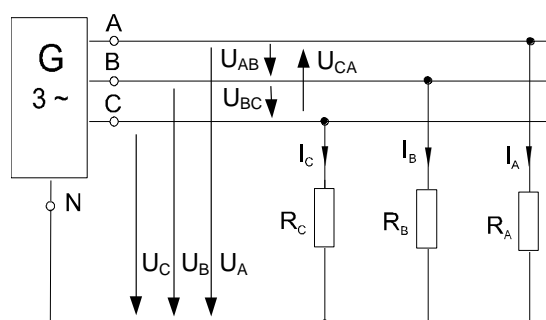 G
3 ~
A
B
C
N
U_AB
U_BC
U_CA
I_C
I_B
I_A
R_C
R_B
R_A
U_C
U_B
U_A